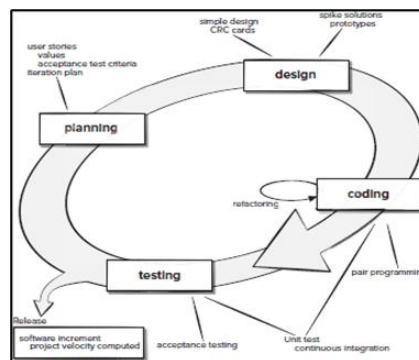 simple design
CRC cards
spike solutions
prototypes
user stories
values
acceptance test criteria
iteration plan
design
planning
coding
refactoring
testing
pair programmin
Release
software increment
project velocity computed
acceptance testing
Unit test
continuous integration